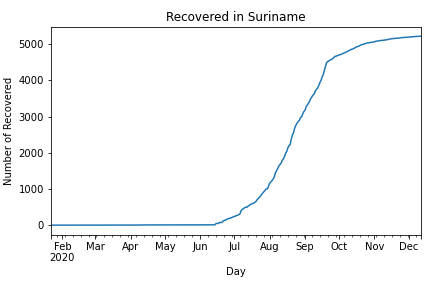 Recovered in Suriname
Number of Recovered
5000
4000
3000
2000
1000
0
Feb Mar Apr May Jun Jul Aug Sep Oct Nov Dec
2020
Day